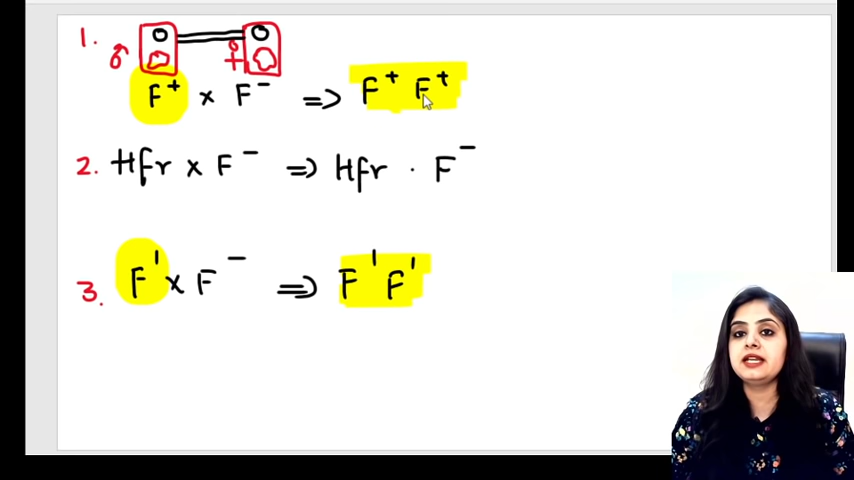 1. ♂ ♀
F⁺ × F⁻ ⇒ F⁺ F⁺
2. Hfr × F⁻ ⇒ Hfr · F⁻
3. F' × F⁻ ⇒ F' F'